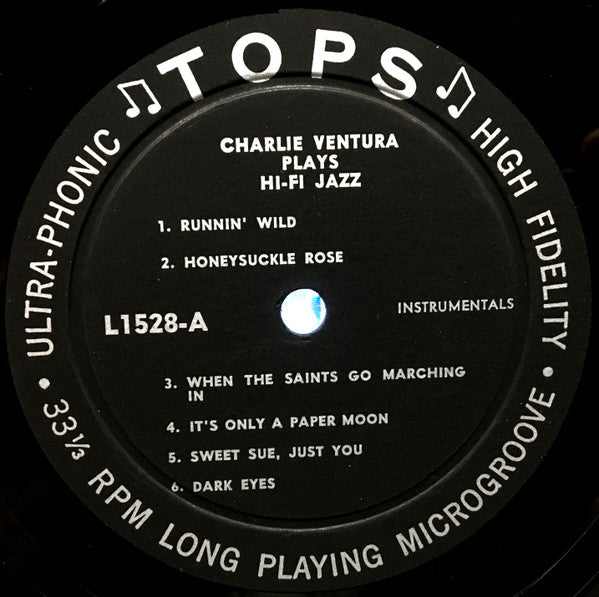 TOPS
ULTRA-PHONIC
HIGH FIDELITY
CHARLIE VENTURA
PLAYS
HI-FI JAZZ
1. RUNNIN' WILD
2. HONEYSUCKLE ROSE
L1528-A
INSTRUMENTALS
3. WHEN THE SAINTS GO MARCHING
IN
4. IT'S ONLY A PAPER MOON
5. SWEET SUE, JUST YOU
6. DARK EYES
• 33⅓ RPM LONG PLAYING MICROGROOVE •